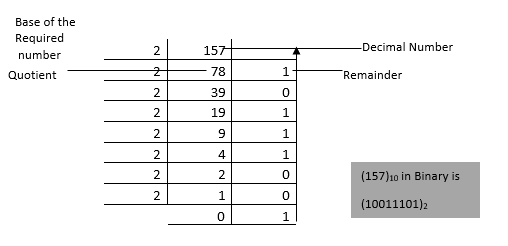 Base of the
Required
number
2 157 Decimal Number
Quotient 2 78 1 Remainder
2 39 0
2 19 1
2 9 1
2 4 1
2 2 0
2 1 0
0 1
(157)10 in Binary is
(10011101)2